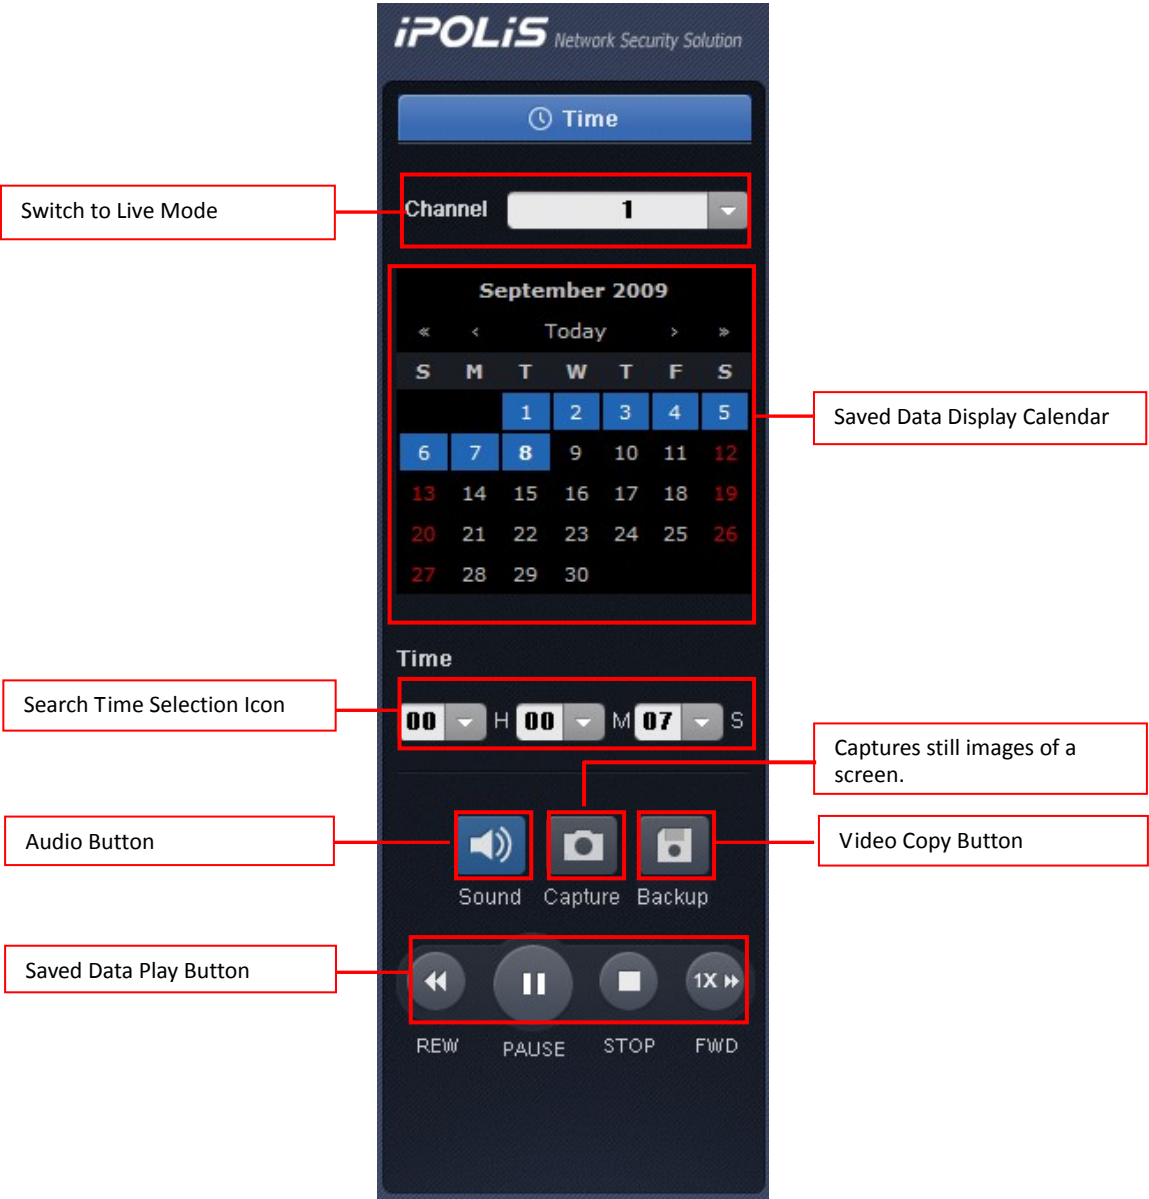 iPOLiS Network Security Solution
Time
Switch to Live Mode
Channel 1
September 2009
« ‹ Today › »
S M T W T F S
1 2 3 4 5
6 7 8 9 10 11 12
13 14 15 16 17 18 19
20 21 22 23 24 25 26
27 28 29 30
Saved Data Display Calendar
Time
Search Time Selection Icon
00 H 00 M 07 S
Captures still images of a
screen.
Audio Button
Video Copy Button
Sound Capture Backup
Saved Data Play Button
1X
REW PAUSE STOP FWD